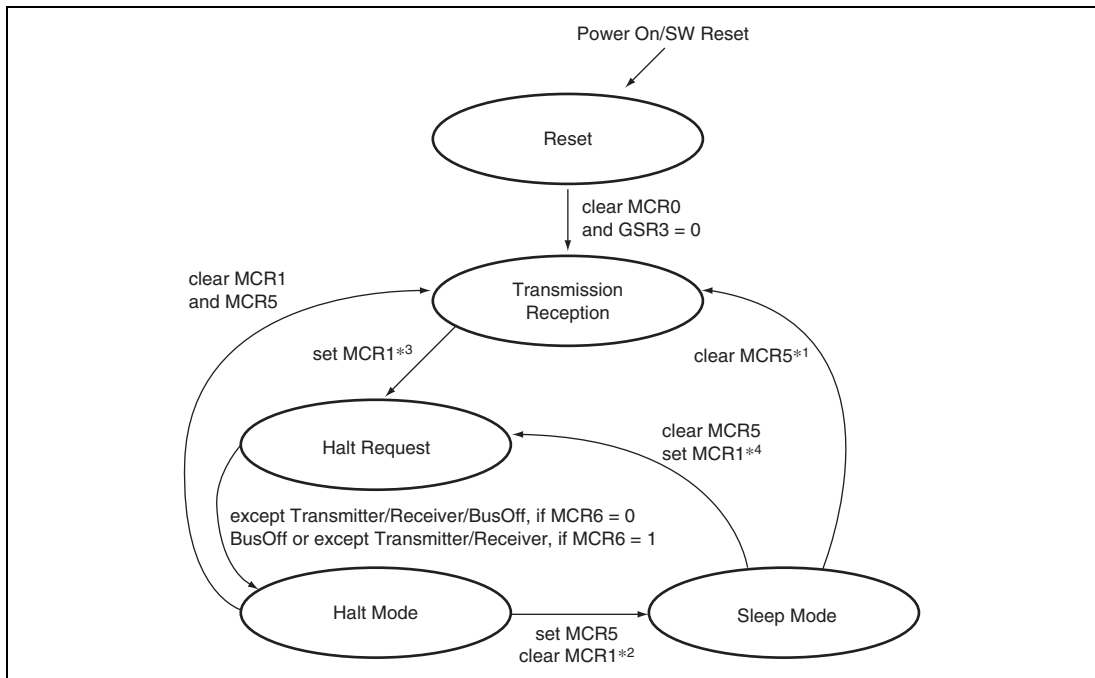 Power On/SW Reset
Reset
clear MCR0
and GSR3 = 0
clear MCR1
and MCR5
Transmission
Reception
set MCR1*3
clear MCR5*1
Halt Request
clear MCR5
set MCR1*4
except Transmitter/Receiver/BusOff, if MCR6 = 0
BusOff or except Transmitter/Receiver, if MCR6 = 1
Halt Mode
Sleep Mode
set MCR5
clear MCR1*2